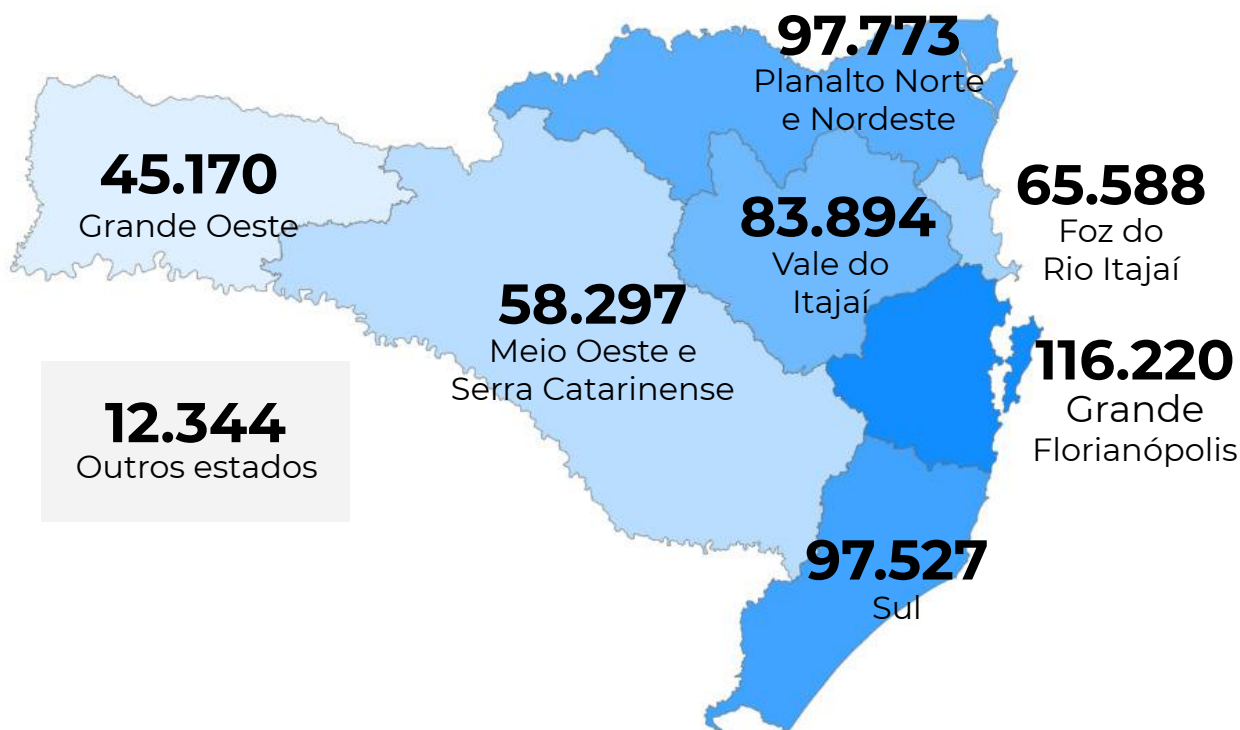 97.773
Planalto Norte
e Nordeste
45.170
Grande Oeste
65.588
Foz do
Rio Itajaí
83.894
Vale do
Itajaí
58.297
Meio Oeste e
Serra Catarinense
116.220
Grande
Florianópolis
12.344
Outros estados
97.527
Sul